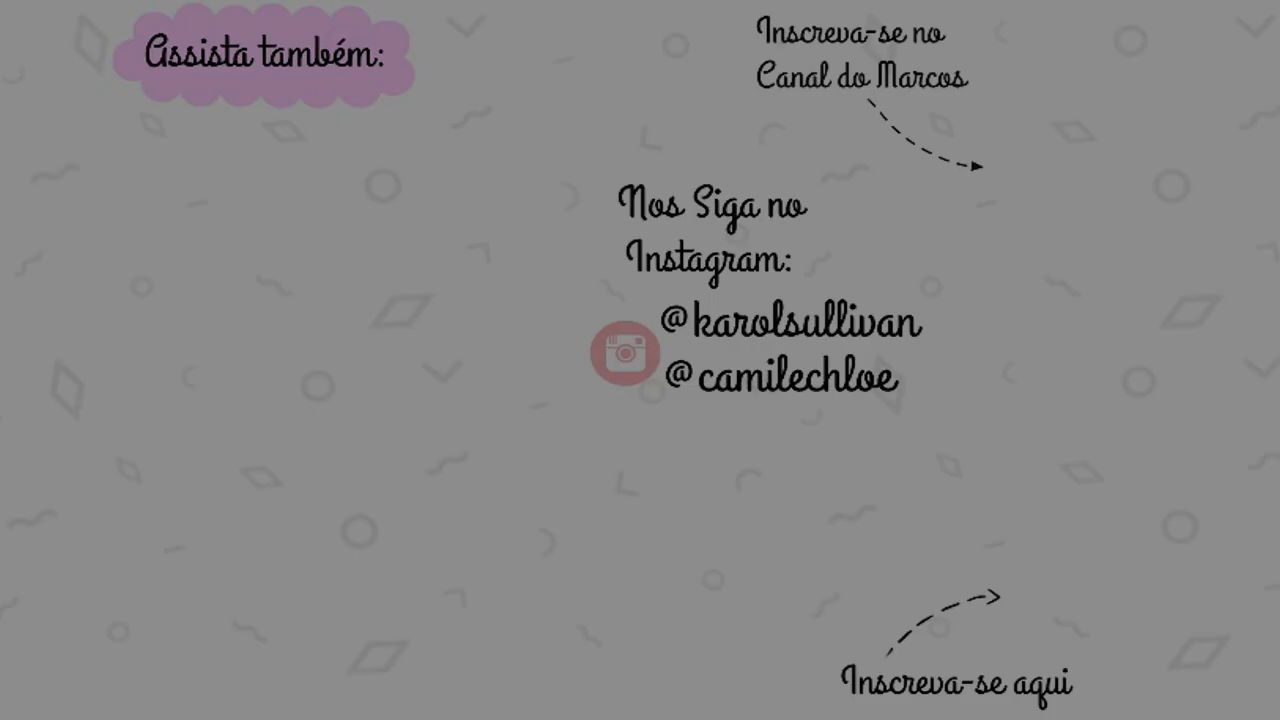 Assista também:
Inscreva-se no
Canal do Marcos
Nos Siga no
Instagram:
@karolsullivan
@camilechloe
Inscreva-se aqui